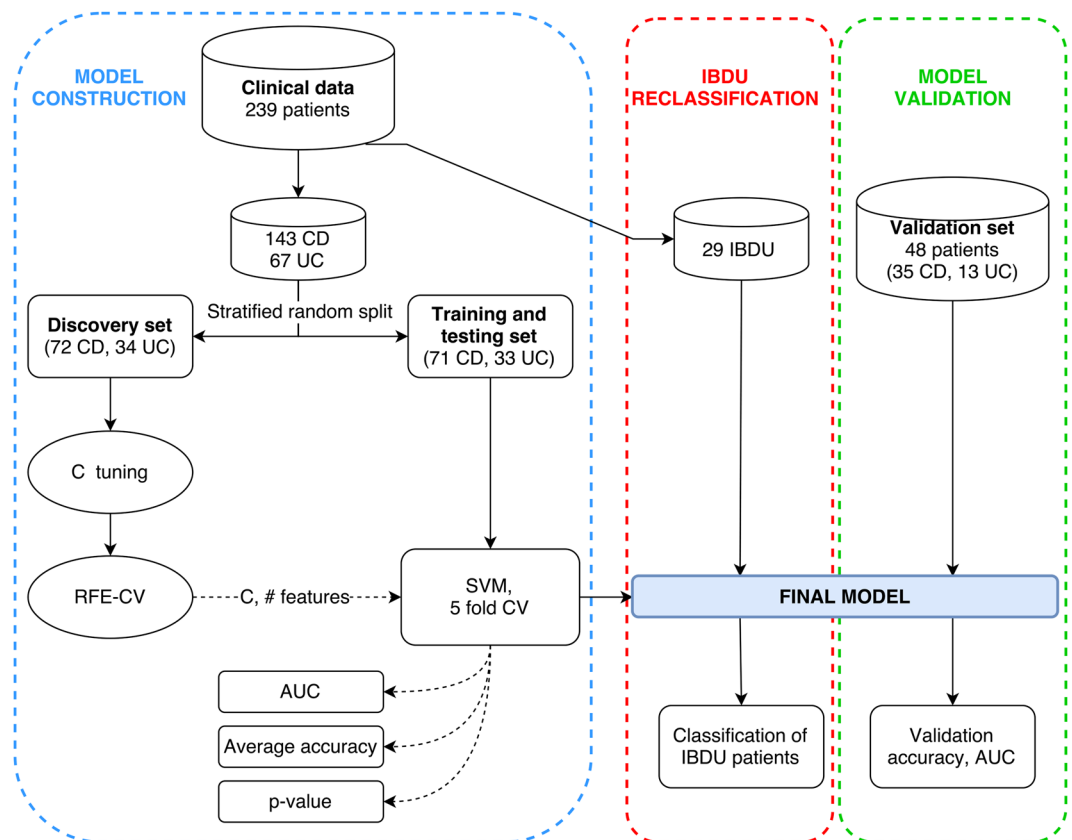 MODEL
CONSTRUCTION
Clinical data
239 patients
143 CD
67 UC
Stratified random split
Discovery set
(72 CD, 34 UC)
Training and
testing set
(71 CD, 33 UC)
C tuning
RFE-CV
C, # features
SVM,
5 fold CV
AUC
Average accuracy
p-value
IBDU
RECLASSIFICATION
29 IBDU
MODEL
VALIDATION
Validation set
48 patients
(35 CD, 13 UC)
FINAL MODEL
Classification of
IBDU patients
Validation
accuracy, AUC